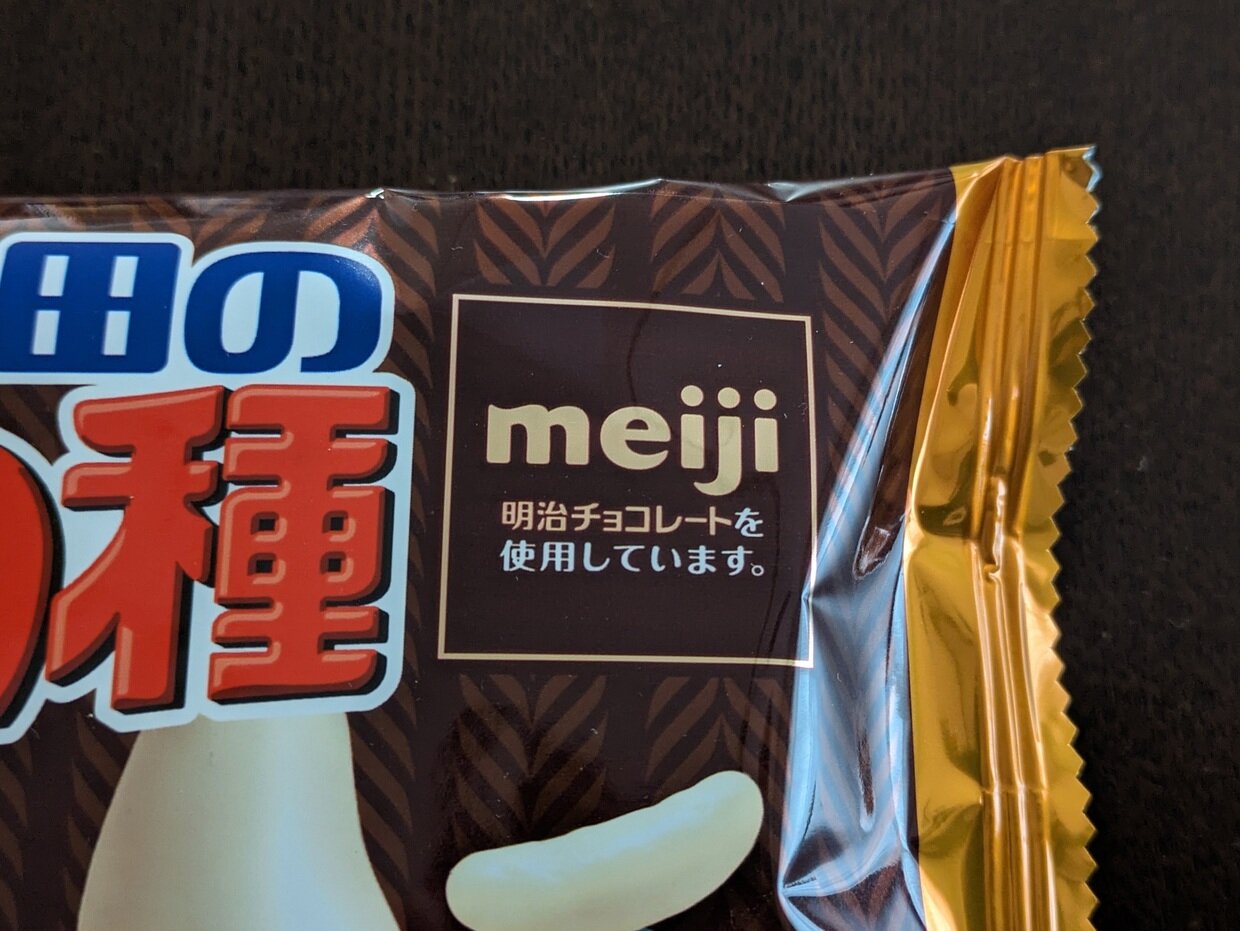 田の
種
meiji
明治チョコレートを
使用しています。